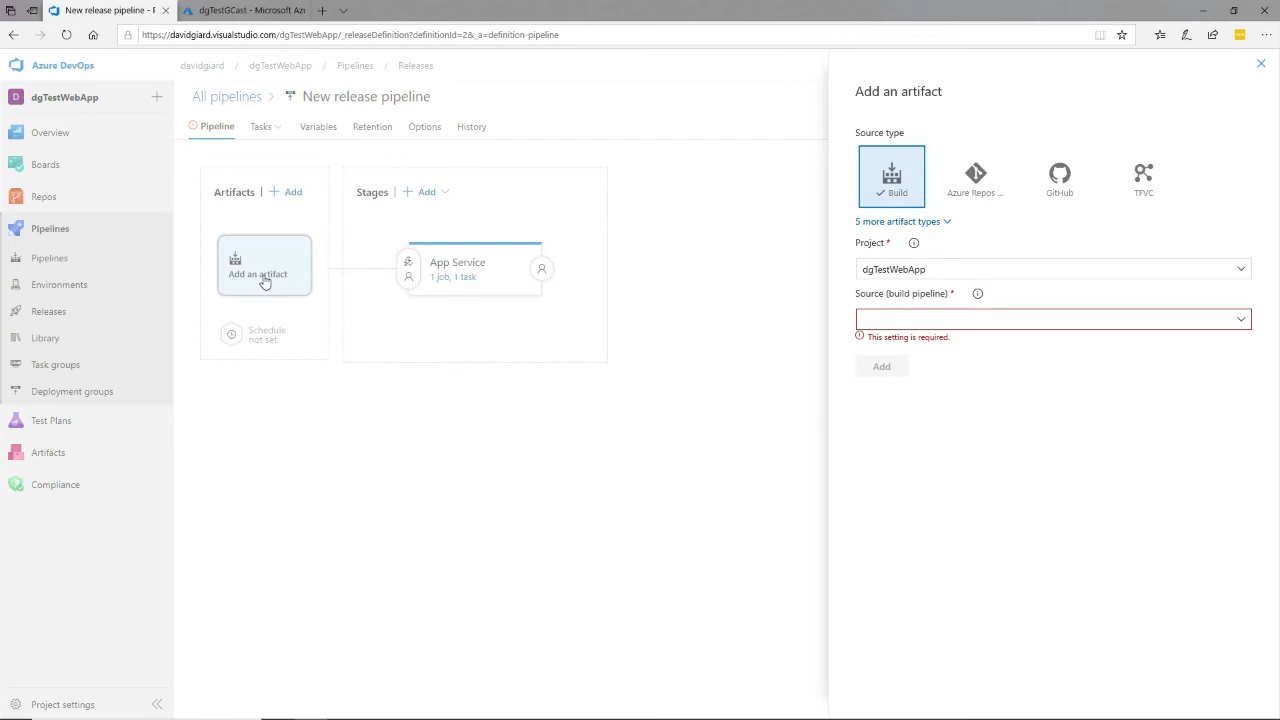 New release pipeline - P
dgTestGCast - Microsoft Az
https://davidgiard.visualstudio.com/dgTestWebApp/_releaseDefinition?definitionId=2&_a=definition-pipeline
Azure DevOps
davidgiard / dgTestWebApp / Pipelines / Releases
D dgTestWebApp
All pipelines > New release pipeline
Pipeline Tasks Variables Retention Options History
Overview
Boards
Repos
Pipelines
Pipelines
Environments
Releases
Library
Task groups
Deployment groups
Test Plans
Artifacts
Compliance
Project settings
Artifacts | + Add
Add an artifact
Schedule
not set
Stages | + Add
App Service
1 job, 1 task
Add an artifact
Source type
Build
Azure Repos ...
GitHub
TFVC
5 more artifact types
Project *
dgTestWebApp
Source (build pipeline) *
This setting is required.
Add